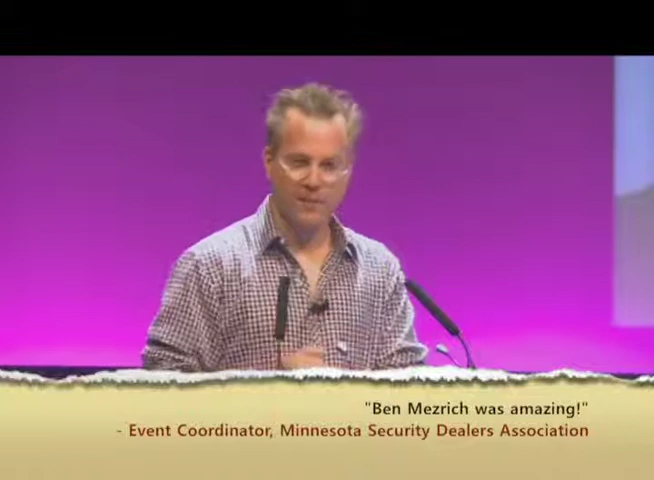 "Ben Mezrich was amazing!"
- Event Coordinator, Minnesota Security Dealers Association